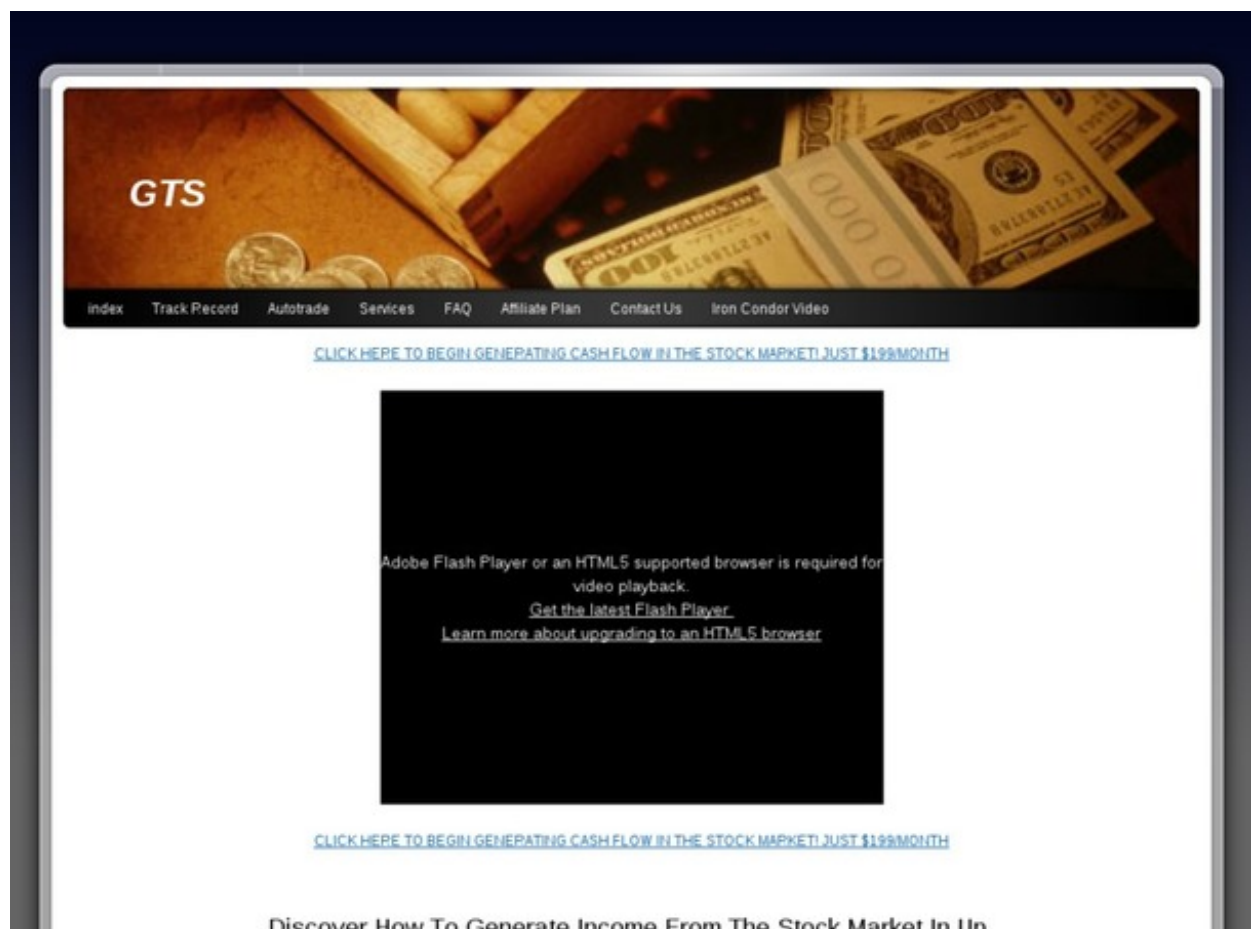 GTS
index Track Record Autotrade Services FAQ Affiliate Plan Contact Us Iron Condor Video
CLICK HERE TO BEGIN GENERATING CASH FLOW IN THE STOCK MARKET! JUST $199/MONTH
Adobe Flash Player or an HTML5 supported browser is required for
video playback.
Get the latest Flash Player
Learn more about upgrading to an HTML5 browser
CLICK HERE TO BEGIN GENERATING CASH FLOW IN THE STOCK MARKET! JUST $199/MONTH
Discover How To Generate Income From The Stock Market In Up